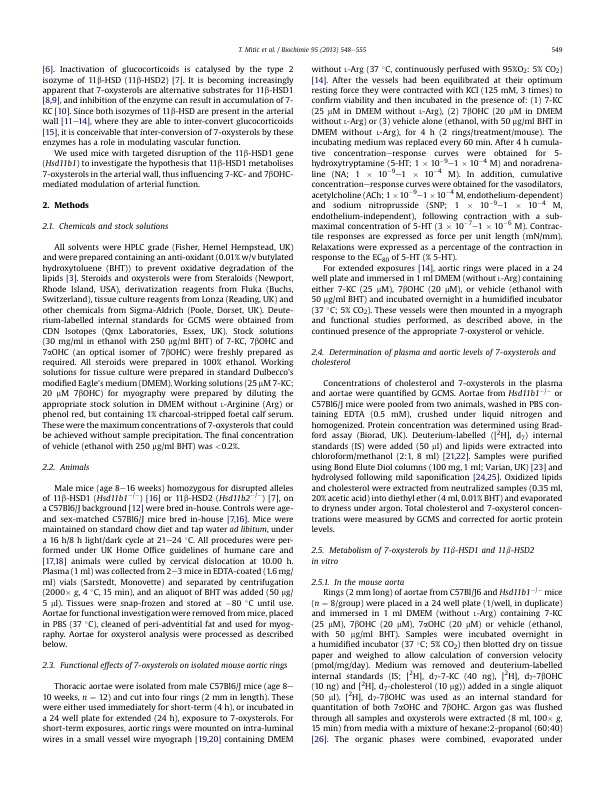 T. Mitić et al. / Biochimie 95 (2013) 548–555
549
[6]. Inactivation of glucocorticoids is catalysed by the type 2
isozyme of 11β-HSD (11β-HSD2) [7]. It is becoming increasingly
apparent that 7-oxysterols are alternative substrates for 11β-HSD1
[8,9], and inhibition of the enzyme can result in accumulation of 7-
KC [10]. Since both isozymes of 11β-HSD are present in the arterial
wall [11–14], where they are able to inter-convert glucocorticoids
[15], it is conceivable that inter-conversion of 7-oxysterols by these
enzymes has a role in modulating vascular function.
We used mice with targeted disruption of the 11β-HSD1 gene
(Hsd11b1) to investigate the hypothesis that 11β-HSD1 metabolises
7-oxysterols in the arterial wall, thus influencing 7-KC- and 7βOHC-
mediated modulation of arterial function.
2. Methods
2.1. Chemicals and stock solutions
All solvents were HPLC grade (Fisher, Hemel Hempstead, UK)
and were prepared containing an anti-oxidant (0.01% w/v butylated
hydroxytoluene (BHT)) to prevent oxidative degradation of the
lipids [3]. Steroids and oxysterols were from Steraloids (Newport,
Rhode Island, USA), derivatization reagents from Fluka (Buchs,
Switzerland), tissue culture reagents from Lonza (Reading, UK) and
other chemicals from Sigma-Aldrich (Poole, Dorset, UK). Deute-
rium-labelled internal standards for GCMS were obtained from
CDN Isotopes (Qmx Laboratories, Essex, UK). Stock solutions
(30 mg/ml in ethanol with 250 μg/ml BHT) of 7-KC, 7βOHC and
7αOHC (an optical isomer of 7βOHC) were freshly prepared as
required. All steroids were prepared in 100% ethanol. Working
solutions for tissue culture were prepared in standard Dulbecco's
modified Eagle's medium (DMEM). Working solutions (25 μM 7-KC;
20 μM 7βOHC) for myography were prepared by diluting the
appropriate stock solution in DMEM without L-Arginine (Arg) or
phenol red, but containing 1% charcoal-stripped foetal calf serum.
These were the maximum concentrations of 7-oxysterols that could
be achieved without sample precipitation. The final concentration
of vehicle (ethanol with 250 μg/ml BHT) was <0.2%.
2.2. Animals
Male mice (age 8–16 weeks) homozygous for disrupted alleles
of 11β-HSD1 (Hsd11b1−/−) [16] or 11β-HSD2 (Hsd11b2−/−) [7], on
a C57Bl6/J background [12] were bred in-house. Controls were age-
and sex-matched C57Bl6/J mice bred in-house [7,16]. Mice were
maintained on standard chow diet and tap water ad libitum, under
a 16 h/8 h light/dark cycle at 21–24 °C. All procedures were per-
formed under UK Home Office guidelines of humane care and
[17,18] animals were culled by cervical dislocation at 10.00 h.
Plasma (1 ml) was collected from 2–3 mice in EDTA-coated (1.6 mg/
ml) vials (Sarstedt, Monovette) and separated by centrifugation
(2000× g, 4 °C, 15 min), and an aliquot of BHT was added (50 μg/
5 μl). Tissues were snap-frozen and stored at −80 °C until use.
Aortae for functional investigation were removed from mice, placed
in PBS (37 °C), cleaned of peri-adventitial fat and used for myog-
raphy. Aortae for oxysterol analysis were processed as described
below.
2.3. Functional effects of 7-oxysterols on isolated mouse aortic rings
Thoracic aortae were isolated from male C57Bl6/J mice (age 8–
10 weeks, n = 12) and cut into four rings (2 mm in length). These
were either used immediately for short-term (4 h), or incubated in
a 24 well plate for extended (24 h), exposure to 7-oxysterols. For
short-term exposures, aortic rings were mounted on intra-luminal
wires in a small vessel wire myograph [19,20] containing DMEM
without L-Arg (37 °C, continuously perfused with 95%O2: 5% CO2)
[14]. After the vessels had been equilibrated at their optimum
resting force they were contracted with KCl (125 mM, 3 times) to
confirm viability and then incubated in the presence of: (1) 7-KC
(25 μM in DMEM without L-Arg), (2) 7βOHC (20 μM in DMEM
without L-Arg) or (3) vehicle alone (ethanol, with 50 μg/ml BHT in
DMEM without L-Arg), for 4 h (2 rings/treatment/mouse). The
incubating medium was replaced every 60 min. After 4 h cumula-
tive concentration–response curves were obtained for 5-
hydroxytryptamine (5-HT; 1 × 10−9–1 × 10−4 M) and noradrena-
line (NA; 1 × 10−9–1 × 10−4 M). In addition, cumulative
concentration–response curves were obtained for the vasodilators,
acetylcholine (ACh; 1 × 10−9–1 × 10−4 M, endothelium-dependent)
and sodium nitroprusside (SNP; 1 × 10−9–1 × 10−4 M,
endothelium-independent), following contraction with a sub-
maximal concentration of 5-HT (3 × 10−7–1 × 10−6 M). Contrac-
tile responses are expressed as force per unit length (mN/mm).
Relaxations were expressed as a percentage of the contraction in
response to the EC80 of 5-HT (% 5-HT).
For extended exposures [14], aortic rings were placed in a 24
well plate and immersed in 1 ml DMEM (without L-Arg) containing
either 7-KC (25 μM), 7βOHC (20 μM), or vehicle (ethanol with
50 μg/ml BHT) and incubated overnight in a humidified incubator
(37 °C; 5% CO2). These vessels were then mounted in a myograph
and functional studies performed, as described above, in the
continued presence of the appropriate 7-oxysterol or vehicle.
2.4. Determination of plasma and aortic levels of 7-oxysterols and
cholesterol
Concentrations of cholesterol and 7-oxysterols in the plasma
and aortae were quantified by GCMS. Aortae from Hsd11b1−/− or
C57Bl6/J mice were pooled from two animals, washed in PBS con-
taining EDTA (0.5 mM), crushed under liquid nitrogen and
homogenized. Protein concentration was determined using Brad-
ford assay (Biorad, UK). Deuterium-labelled ([2H], d7) internal
standards (IS) were added (50 μl) and lipids were extracted into
chloroform/methanol (2:1, 8 ml) [21,22]. Samples were purified
using Bond Elute Diol columns (100 mg, 1 ml; Varian, UK) [23] and
hydrolysed following mild saponification [24,25]. Oxidized lipids
and cholesterol were extracted from neutralized samples (0.35 ml,
20% acetic acid) into diethyl ether (4 ml, 0.01% BHT) and evaporated
to dryness under argon. Total cholesterol and 7-oxysterol concen-
trations were measured by GCMS and corrected for aortic protein
levels.
2.5. Metabolism of 7-oxysterols by 11β-HSD1 and 11β-HSD2
in vitro
2.5.1. In the mouse aorta
Rings (2 mm long) of aortae from C57Bl/J6 and Hsd11b1−/− mice
(n = 8/group) were placed in a 24 well plate (1/well, in duplicate)
and immersed in 1 ml DMEM (without L-Arg) containing 7-KC
(25 μM), 7βOHC (20 μM), 7αOHC (20 μM) or vehicle (ethanol,
with 50 μg/ml BHT). Samples were incubated overnight in
a humidified incubator (37 °C; 5% CO2) then blotted dry on tissue
paper and weighed to allow calculation of conversion velocity
(pmol/mg/day). Medium was removed and deuterium-labelled
internal standards (IS; [2H], d7-7-KC (40 ng), [2H], d7-7βOHC
(10 ng) and [2H], d7-cholesterol (10 μg)) added in a single aliquot
(50 μl). [2H], d7-7βOHC was used as an internal standard for
quantitation of both 7αOHC and 7βOHC. Argon gas was flushed
through all samples and oxysterols were extracted (8 ml, 100× g,
15 min) from media with a mixture of hexane:2-propanol (60:40)
[26]. The organic phases were combined, evaporated under